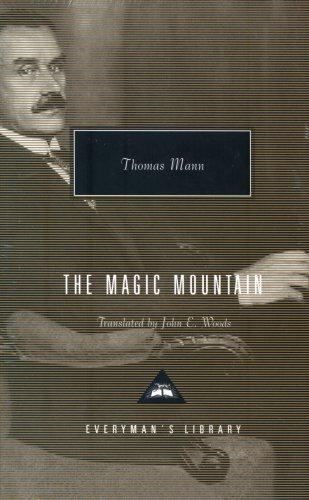 Thomas Mann
THE MAGIC MOUNTAIN
Translated by John E. Woods
EVERYMAN'S LIBRARY